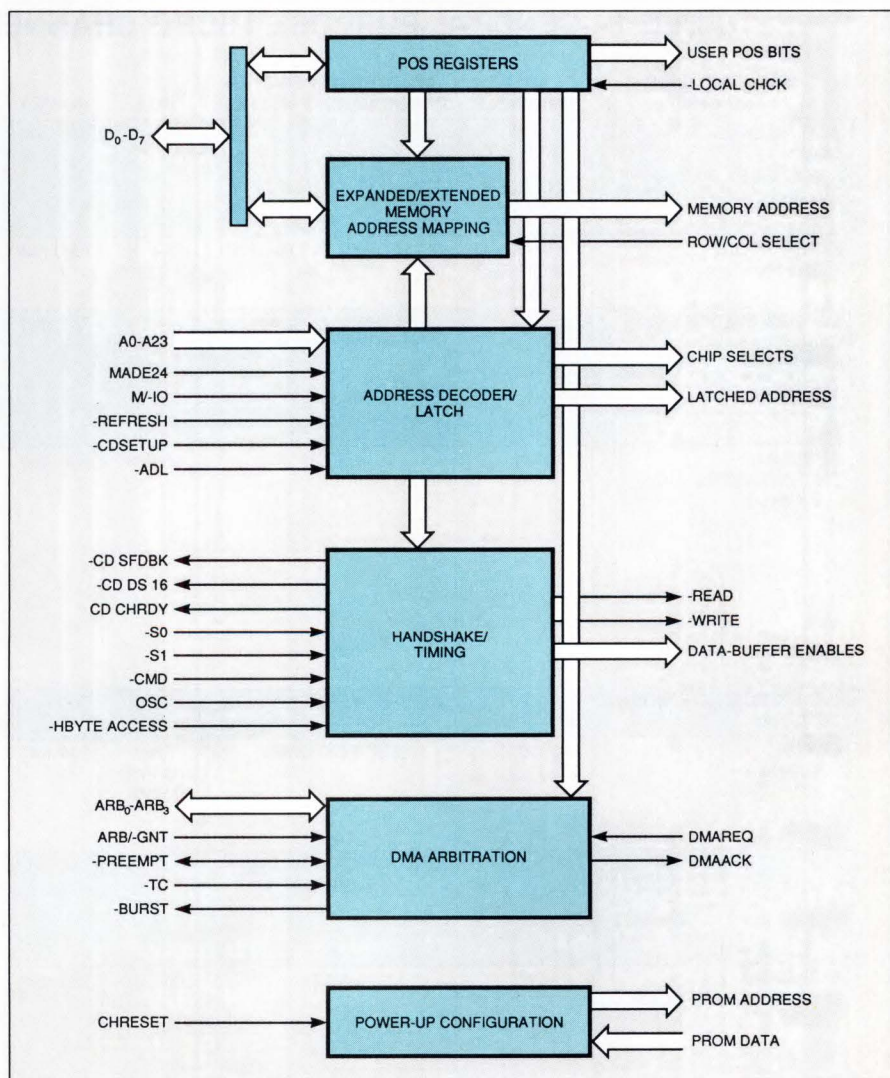 POS REGISTERS
USER POS BITS
-LOCAL CHCK
D0-D7
EXPANDED/EXTENDED
MEMORY
ADDRESS MAPPING
MEMORY ADDRESS
ROW/COL SELECT
A0-A23
MADE24
M/-IO
-REFRESH
-CDSETUP
-ADL
ADDRESS DECODER/
LATCH
CHIP SELECTS
LATCHED ADDRESS
-CD SFDBK
-CD DS 16
CD CHRDY
-S0
-S1
-CMD
OSC
-HBYTE ACCESS
HANDSHAKE/
TIMING
-READ
-WRITE
DATA-BUFFER ENABLES
ARB0-ARB3
ARB/-GNT
-PREEMPT
-TC
-BURST
DMA ARBITRATION
DMAREQ
DMAACK
CHRESET
POWER-UP CONFIGURATION
PROM ADDRESS
PROM DATA